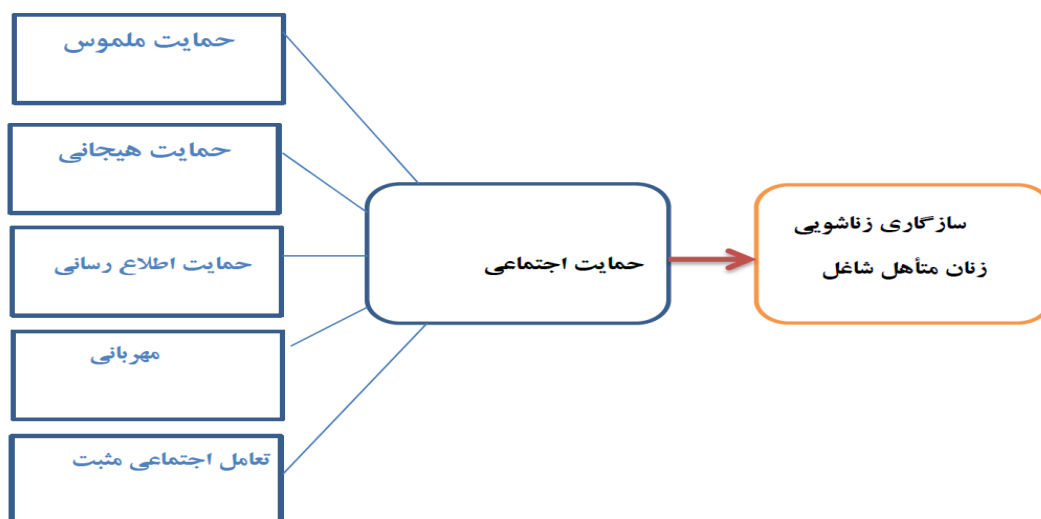 حمایت ملموس
حمایت هیجانی
حمایت اطلاع رسانی
مهربانی
تعامل اجتماعی مثبت
حمایت اجتماعی
سازگاری زناشویی
زنان متأهل شاغل